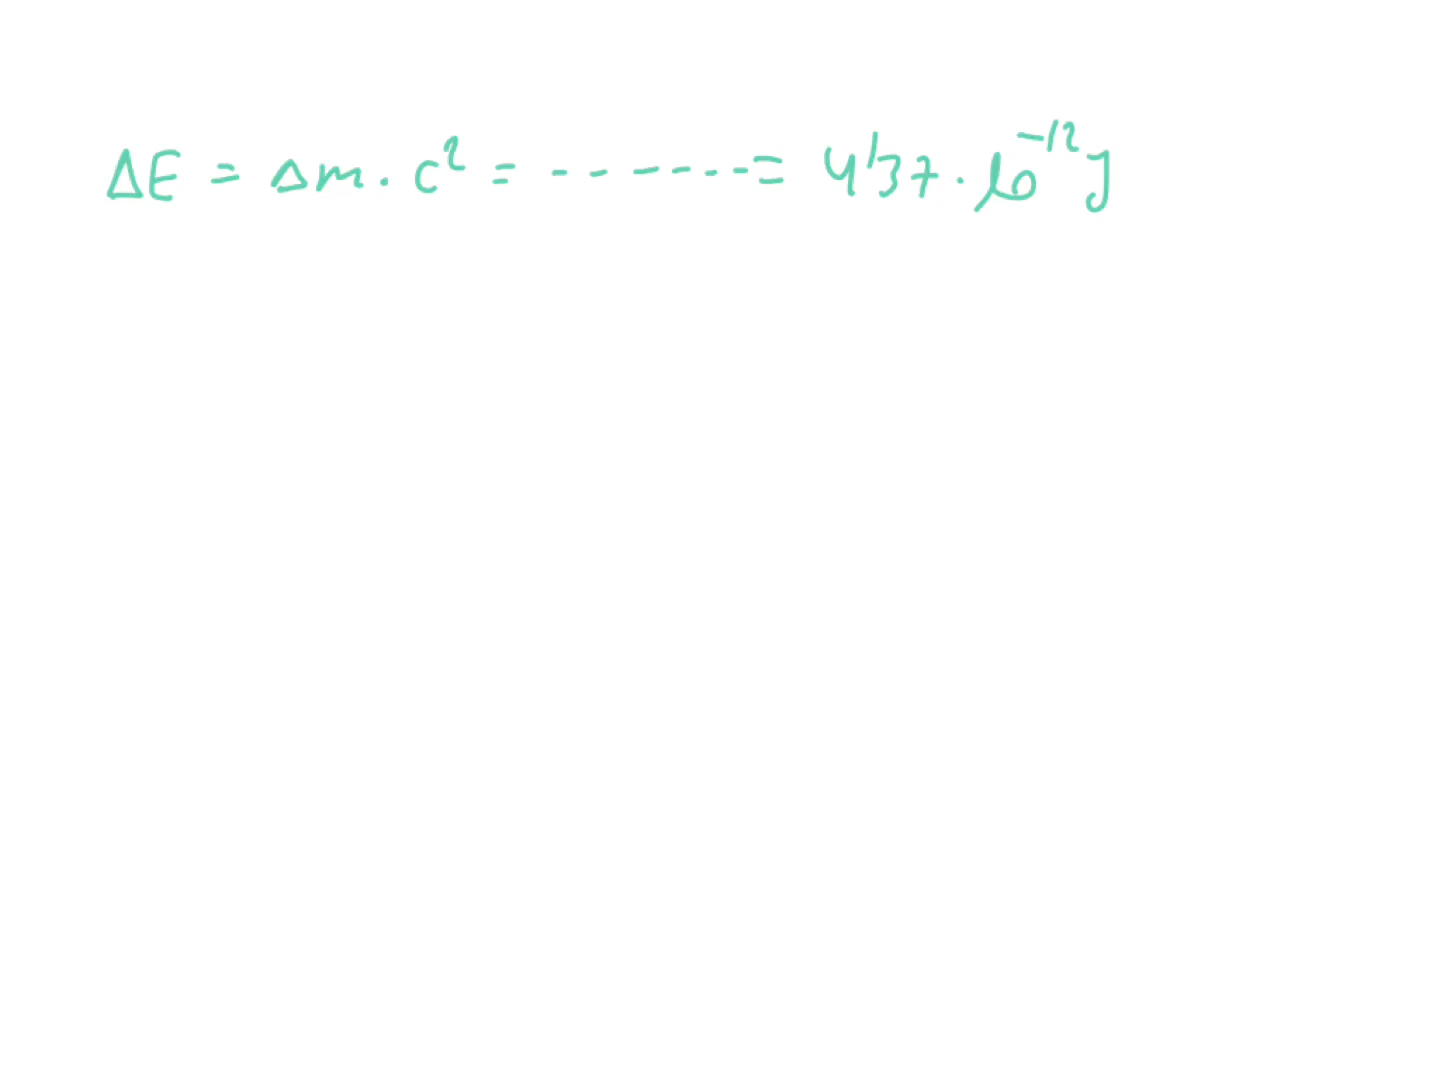 ΔE = Δm · c² = - - - - - - - = 4'37 · 10⁻¹² J